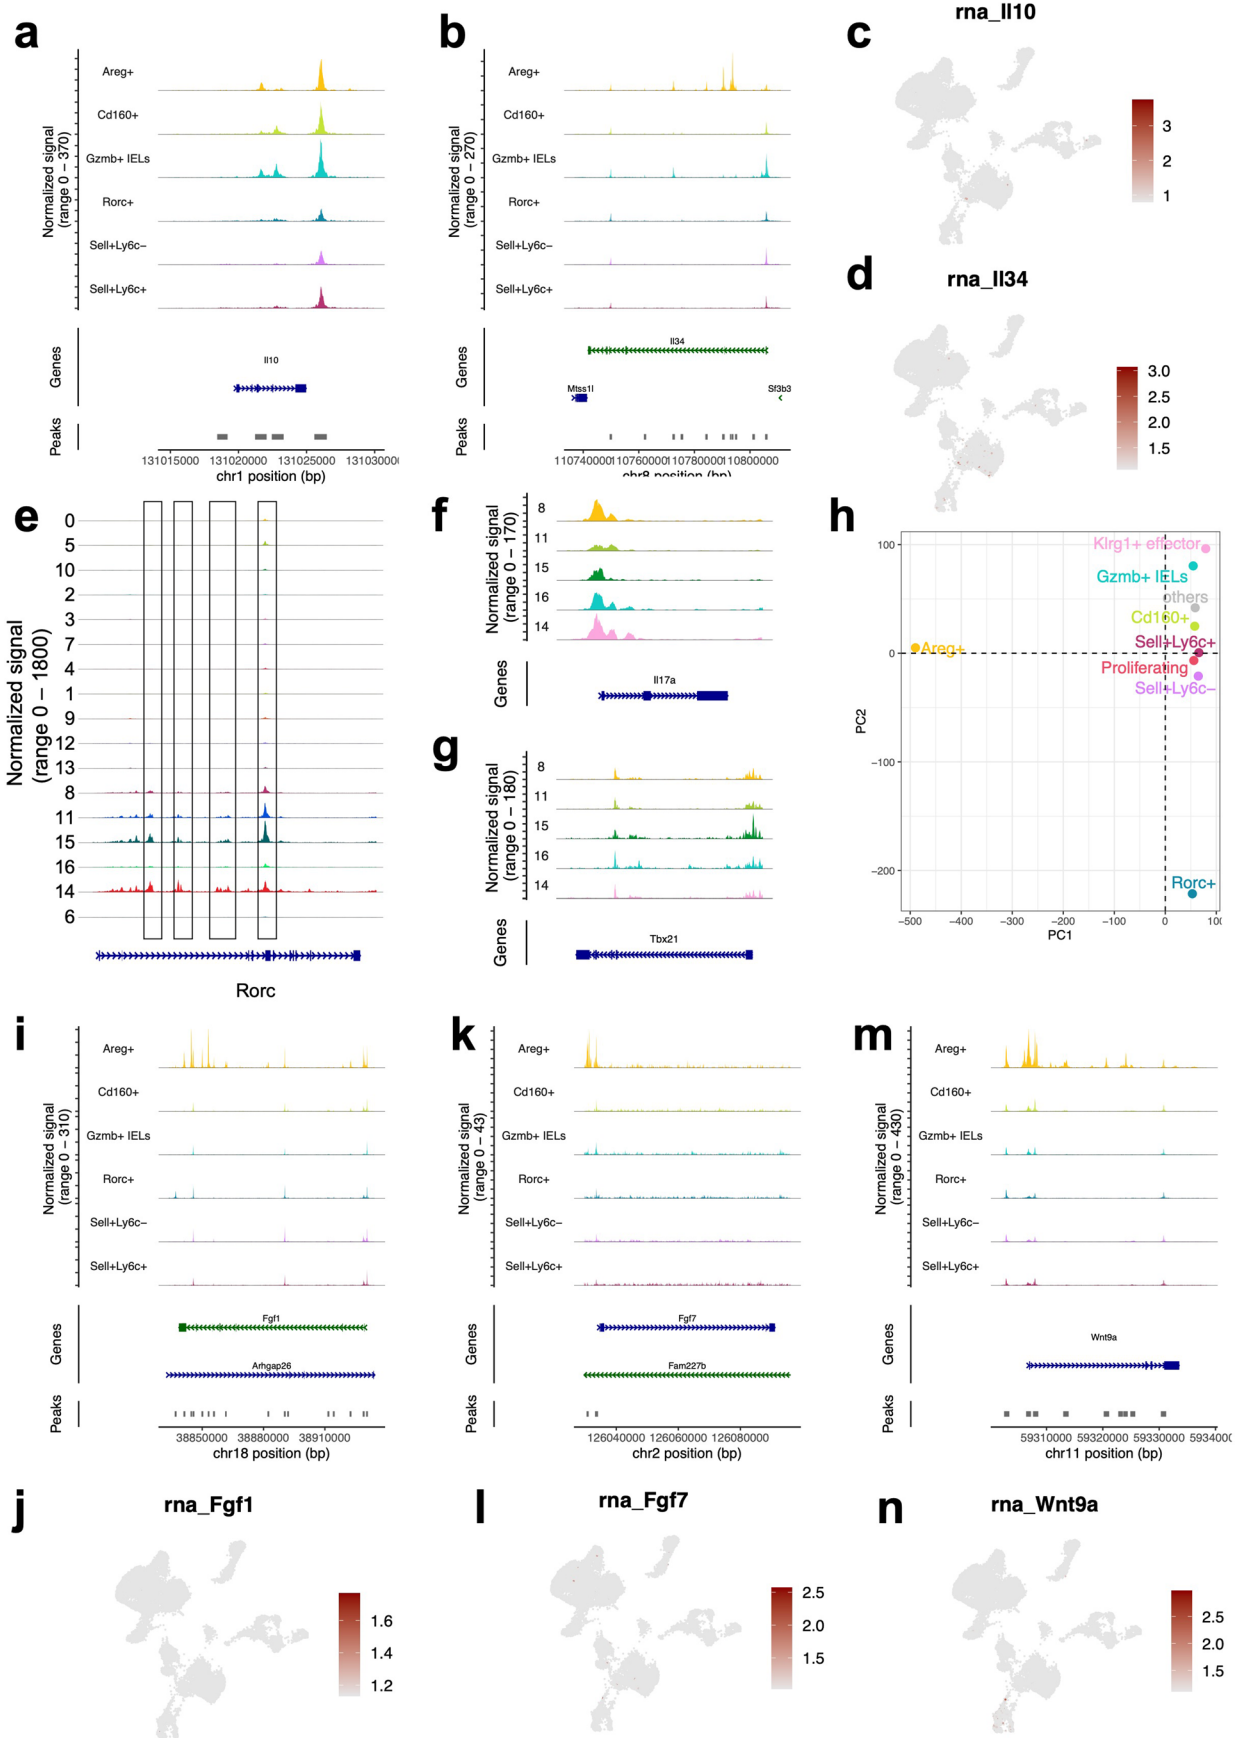 a
Normalized signal
(range 0 – 370)
Areg+
Cd160+
Gzmb+ IELs
Rorc+
Sell+Ly6c–
Sell+Ly6c+
Genes
Il10
Peaks
131015000 131020000 131025000 13103000
chr1 position (bp)
b
Normalized signal
(range 0 – 270)
Areg+
Cd160+
Gzmb+ IELs
Rorc+
Sell+Ly6c–
Sell+Ly6c+
Genes
Il34
Mtss1l
Sf3b3
Peaks
110740000 110760000 110780000 110800000
chr8 position (bp)
c
rna_Il10
3
2
1
d
rna_Il34
3.0
2.5
2.0
1.5
e
Normalized signal
(range 0 – 1800)
0
5
10
2
3
7
4
1
9
12
13
8
11
15
16
14
6
Rorc
f
Normalized signal
(range 0 – 170)
8
11
15
16
14
Genes
Il17a
g
Normalized signal
(range 0 – 180)
8
11
15
16
14
Genes
Tbx21
h
PC2
100
0
−100
−200
Klrg1+ effector
Gzmb+ IELs
others
Cd160+
Sell+Ly6c+
Areg+
Proliferating
Sell+Ly6c−
Rorc+
−500 −400 −300 −200 −100 0 100
PC1
i
Normalized signal
(range 0 – 310)
Areg+
Cd160+
Gzmb+ IELs
Rorc+
Sell+Ly6c–
Sell+Ly6c+
Genes
Fgf1
Arhgap26
Peaks
38850000 38880000 38910000
chr18 position (bp)
k
Normalized signal
(range 0 – 43)
Areg+
Cd160+
Gzmb+ IELs
Rorc+
Sell+Ly6c–
Sell+Ly6c+
Genes
Fgf7
Fam227b
Peaks
126040000 126060000 126080000
chr2 position (bp)
m
Normalized signal
(range 0 – 430)
Areg+
Cd160+
Gzmb+ IELs
Rorc+
Sell+Ly6c–
Sell+Ly6c+
Genes
Wnt9a
Peaks
59310000 59320000 59330000 5934000
chr11 position (bp)
j
rna_Fgf1
1.6
1.4
1.2
l
rna_Fgf7
2.5
2.0
1.5
n
rna_Wnt9a
2.5
2.0
1.5